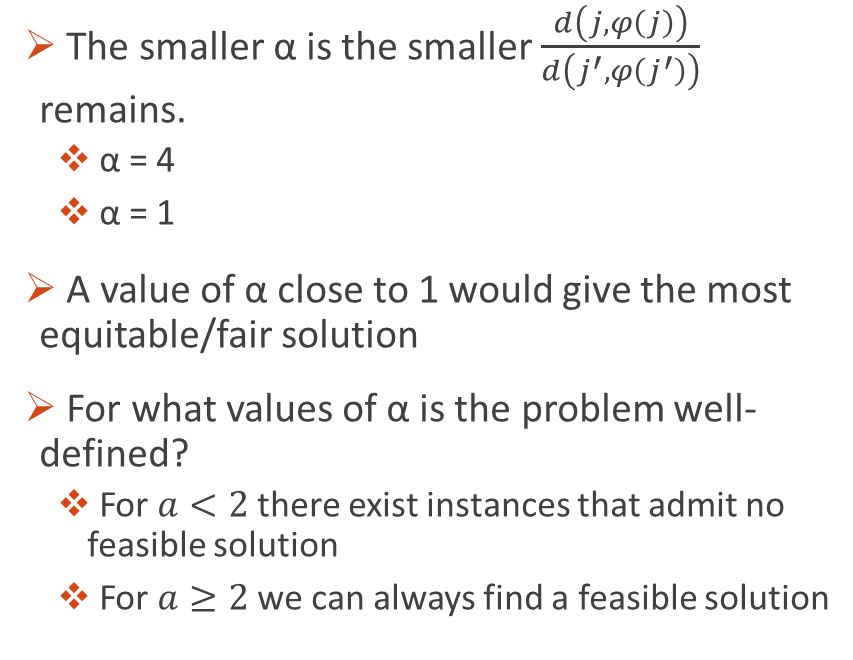 ➢ The smaller α is the smaller d(j,φ(j)) / d(j′,φ(j′))
remains.
❖ α = 4
❖ α = 1
➢ A value of α close to 1 would give the most
equitable/fair solution
➢ For what values of α is the problem well-
defined?
❖ For a < 2 there exist instances that admit no
feasible solution
❖ For a ≥ 2 we can always find a feasible solution